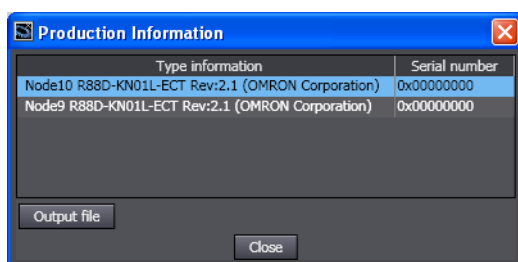 Production Information
Type information Serial number
Node10 R88D-KN01L-ECT Rev:2.1 (OMRON Corporation) 0x00000000
Node9 R88D-KN01L-ECT Rev:2.1 (OMRON Corporation) 0x00000000
Output file
Close